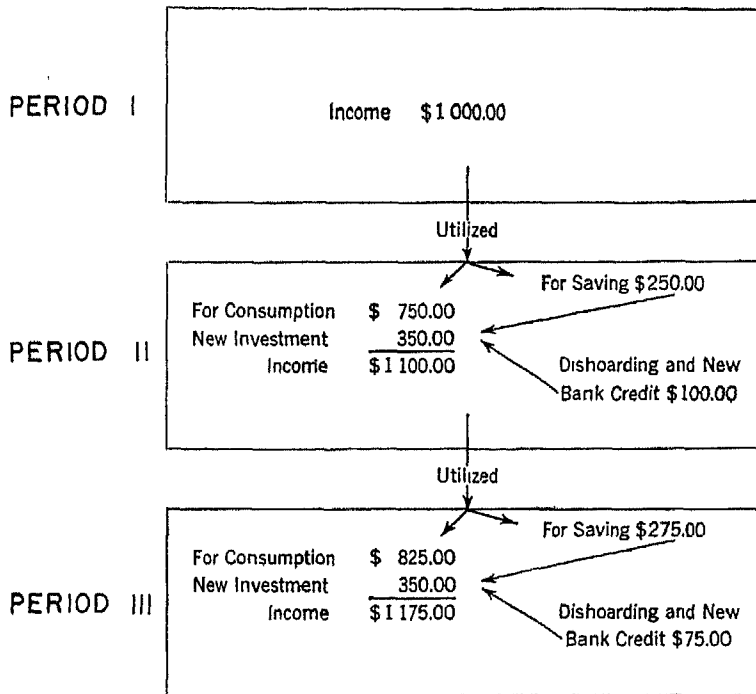 PERIOD I
Income $1 000.00
Utilized
For Saving $250.00
For Consumption $ 750.00
New Investment 350.00
PERIOD II
Income $1 100.00
Dishoarding and New
Bank Credit $100.00
Utilized
For Saving $275.00
For Consumption $ 825.00
New Investment 350.00
PERIOD III
Income $1 175.00
Dishoarding and New
Bank Credit $75.00